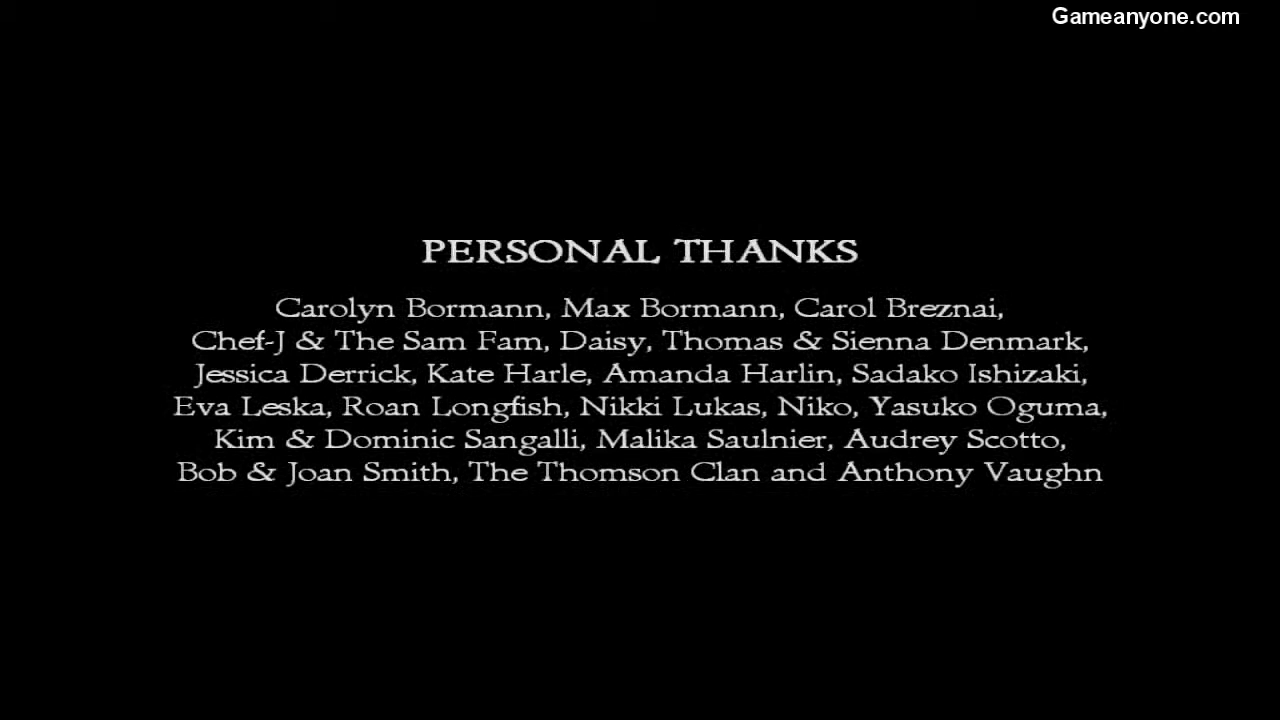 Gameanyone.com
PERSONAL THANKS
Carolyn Bormann, Max Bormann, Carol Breznai,
Chef-J & The Sam Fam, Daisy, Thomas & Sienna Denmark,
Jessica Derrick, Kate Harle, Amanda Harlin, Sadako Ishizaki,
Eva Leska, Roan Longfish, Nikki Lukas, Niko, Yasuko Oguma,
Kim & Dominic Sangalli, Malika Saulnier, Audrey Scotto,
Bob & Joan Smith, The Thomson Clan and Anthony Vaughn